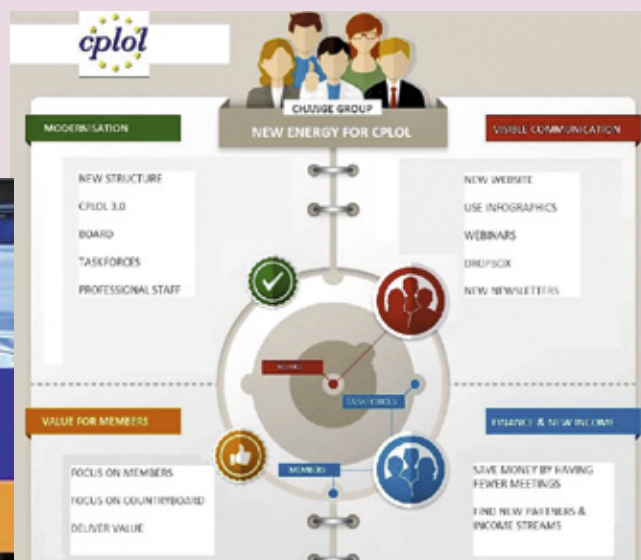 cplol
CHANGE GROUP
NEW ENERGY FOR CPLOL
MODERNISATION
NEW STRUCTURE
CPLOL 3.0
BOARD
TASKFORCES
PROFESSIONAL STAFF
VISIBLE COMMUNICATION
NEW WEBSITE
USE INFOGRAPHICS
WEBINARS
DROPBOX
NEW NEWSLETTERS
TASKFORCES
MEMBERS
VALUE FOR MEMBERS
FOCUS ON MEMBERS
FOCUS ON COUNTRYBOARD
DELIVER VALUE
FINANCE & NEW INCOME
SAVE MONEY BY HAVING
FEWER MEETINGS
FIND NEW PARTNERS &
INCOME STREAMS